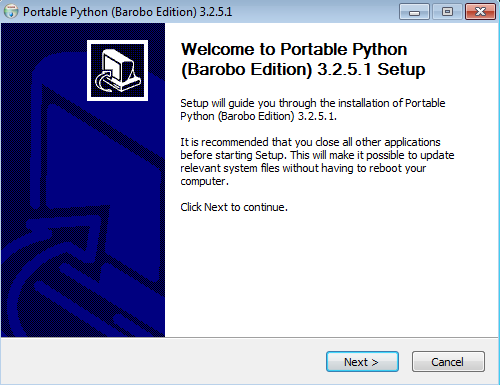 Portable Python (Barobo Edition) 3.2.5.1
Welcome to Portable Python
(Barobo Edition) 3.2.5.1 Setup
Setup will guide you through the installation of Portable
Python (Barobo Edition) 3.2.5.1.
It is recommended that you close all other applications
before starting Setup. This will make it possible to update
relevant system files without having to reboot your
computer.
Click Next to continue.
Next >
Cancel